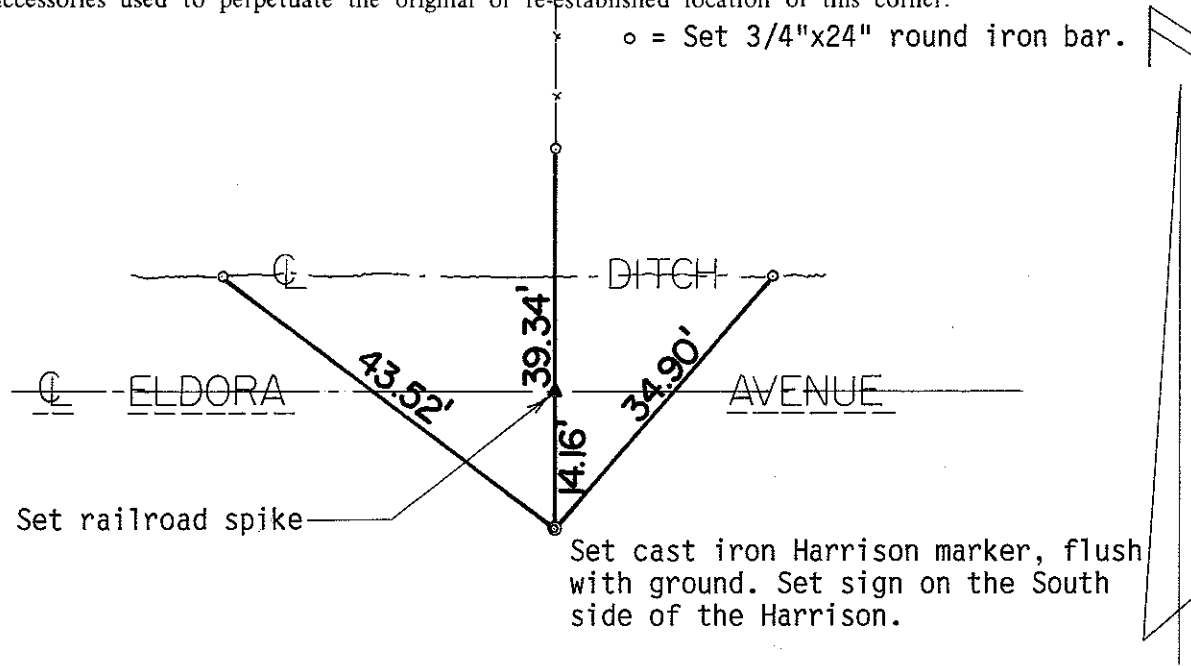 accessories used to perpetuate the original or re-established location of this corner.
o = Set 3/4"x24" round iron bar.
℄ DITCH
39.34'
43.52'
34.90'
℄ ELDORA AVENUE
14.16'
Set railroad spike
Set cast iron Harrison marker, flush
with ground. Set sign on the South
side of the Harrison.